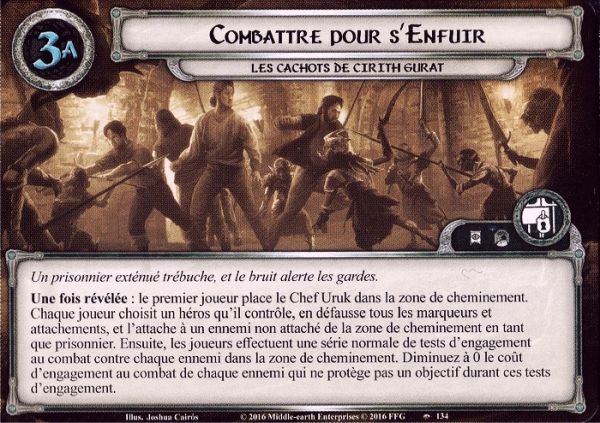 3A
COMBATTRE POUR S'ENFUIR
LES CACHOTS DE CIRITH GURAT
Un prisonnier exténué trébuche, et le bruit alerte les gardes.
Une fois révélée : le premier joueur place le Chef Uruk dans la zone de cheminement.
Chaque joueur choisit un héros qu'il contrôle, en défausse tous les marqueurs et
attachements, et l'attache à un ennemi non attaché de la zone de cheminement en tant
que prisonnier. Ensuite, les joueurs effectuent une série normale de tests d'engagement
au combat contre chaque ennemi dans la zone de cheminement. Diminuez à 0 le coût
d'engagement au combat de chaque ennemi qui ne protège pas un objectif durant ces tests
d'engagement.
Illus. Joshua Cairós © 2016 Middle-earth Enterprises © 2016 FFG 134